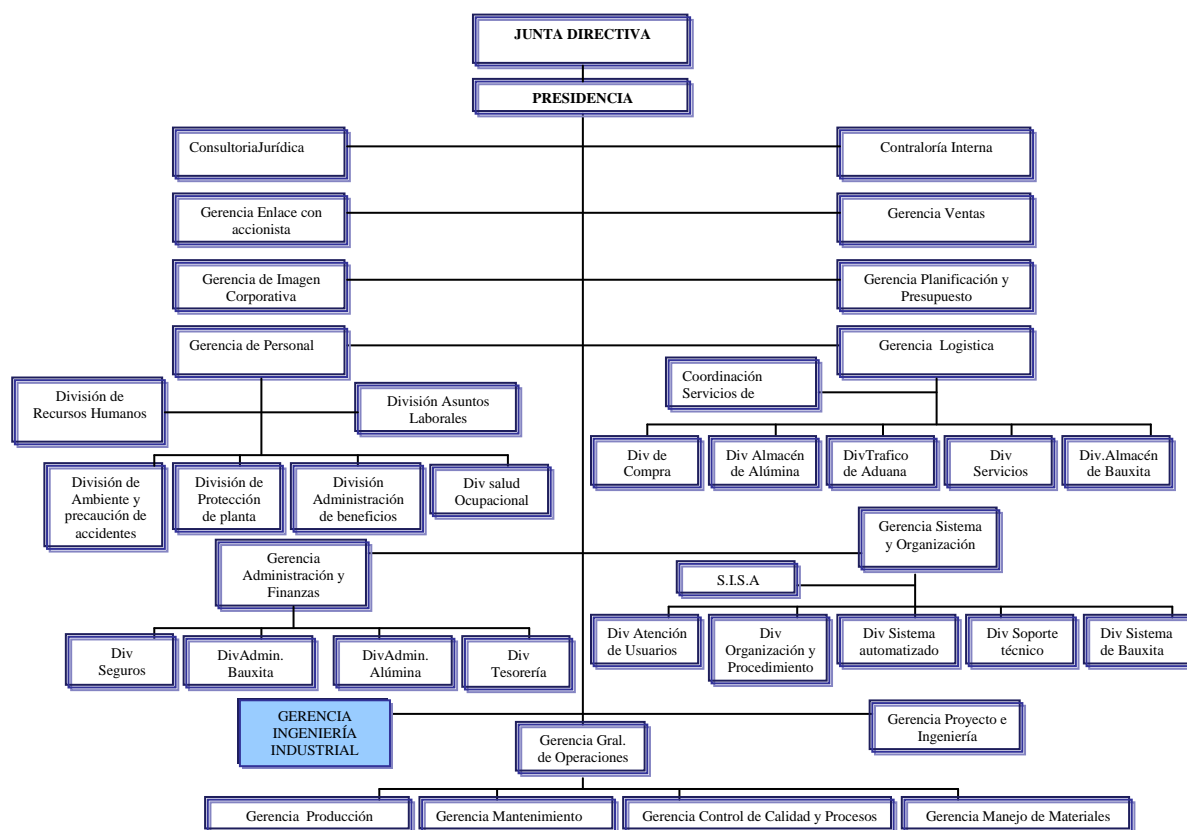 JUNTA DIRECTIVA
PRESIDENCIA
ConsultoriaJurídica
Contraloría Interna
Gerencia Enlace con
accionista
Gerencia Ventas
Gerencia de Imagen
Corporativa
Gerencia Planificación y
Presupuesto
Gerencia de Personal
Gerencia Logistica
Coordinación
Servicios de
División de
Recursos Humanos
División Asuntos
Laborales
Div de
Compra
Div Almacén
de Alúmina
DivTrafico
de Aduana
Div
Servicios
Div.Almacén
de Bauxita
División de
Ambiente y
precaución de
accidentes
División de
Protección
de planta
División
Administración
de beneficios
Div salud
Ocupacional
Gerencia Sistema
y Organización
Gerencia
Administración y
Finanzas
S.I.S.A
Div
Seguros
DivAdmin.
Bauxita
DivAdmin.
Alúmina
Div
Tesorería
Div Atención
de Usuarios
Div
Organización y
Procedimiento
Div Sistema
automatizado
Div Soporte
técnico
Div Sistema
de Bauxita
GERENCIA
INGENIERÍA
INDUSTRIAL
Gerencia Proyecto e
Ingeniería
Gerencia Gral.
de Operaciones
Gerencia Producción
Gerencia Mantenimiento
Gerencia Control de Calidad y Procesos
Gerencia Manejo de Materiales